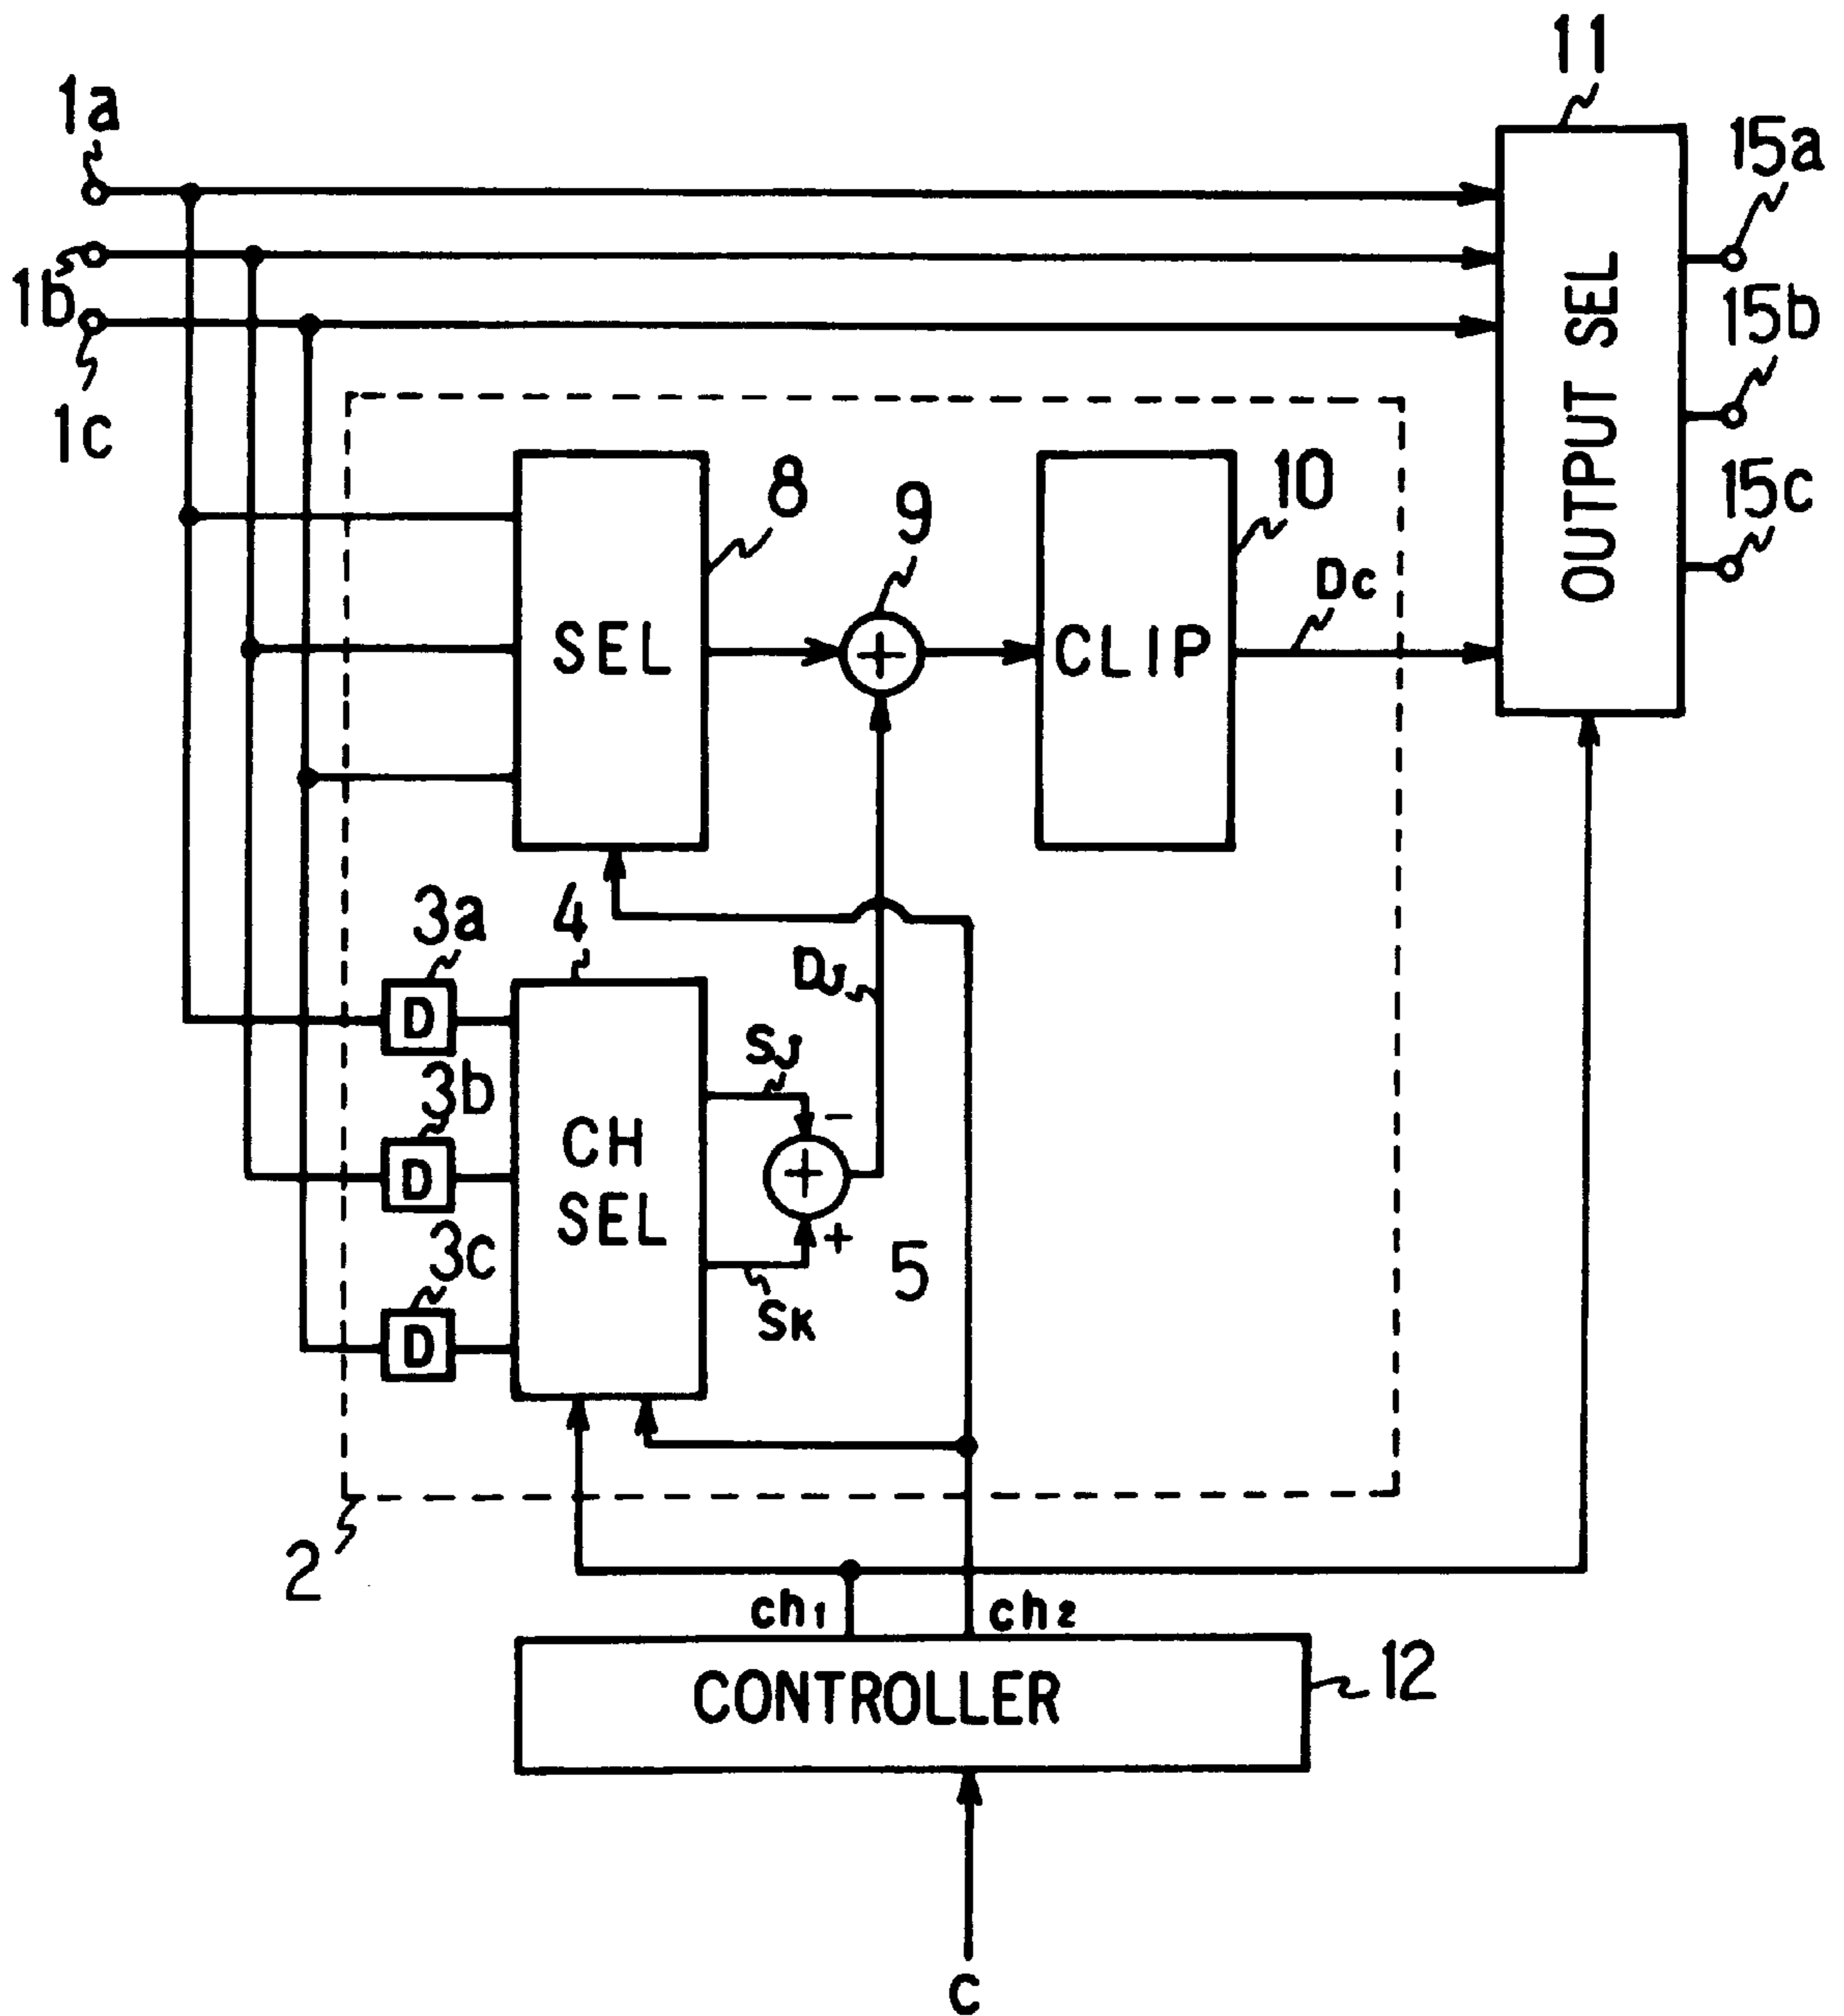 11
1a
15a
1b
15b
1c
15c
OUTPUT SEL
8
9
10
Dc
SEL
+
CLIP
3a
4
DJ
D
SJ
3b
-
CH
SEL
D
+
+
5
3c
SK
D
2
ch1
ch2
CONTROLLER
12
C